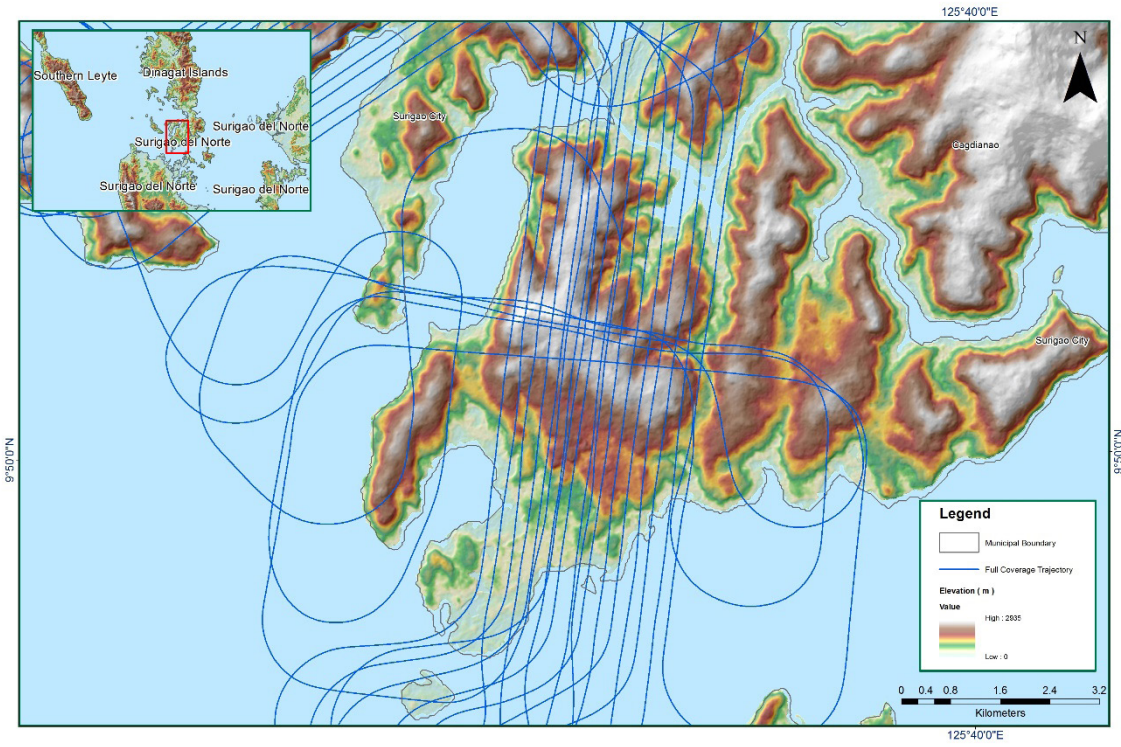 125°40'0"E
N
Southern Leyte
Dinagat Islands
Surigao del Norte
Surigao del Norte
Surigao del Norte
Surigao del Norte
Surigao City
Cagdianao
Surigao City
9°50'0"N
9°50'0"N
Legend
Municipal Boundary
Full Coverage Trajectory
Elevation ( m )
Value
High : 2935
Low : 0
0 0.4 0.8 1.6 2.4 3.2
Kilometers
125°40'0"E